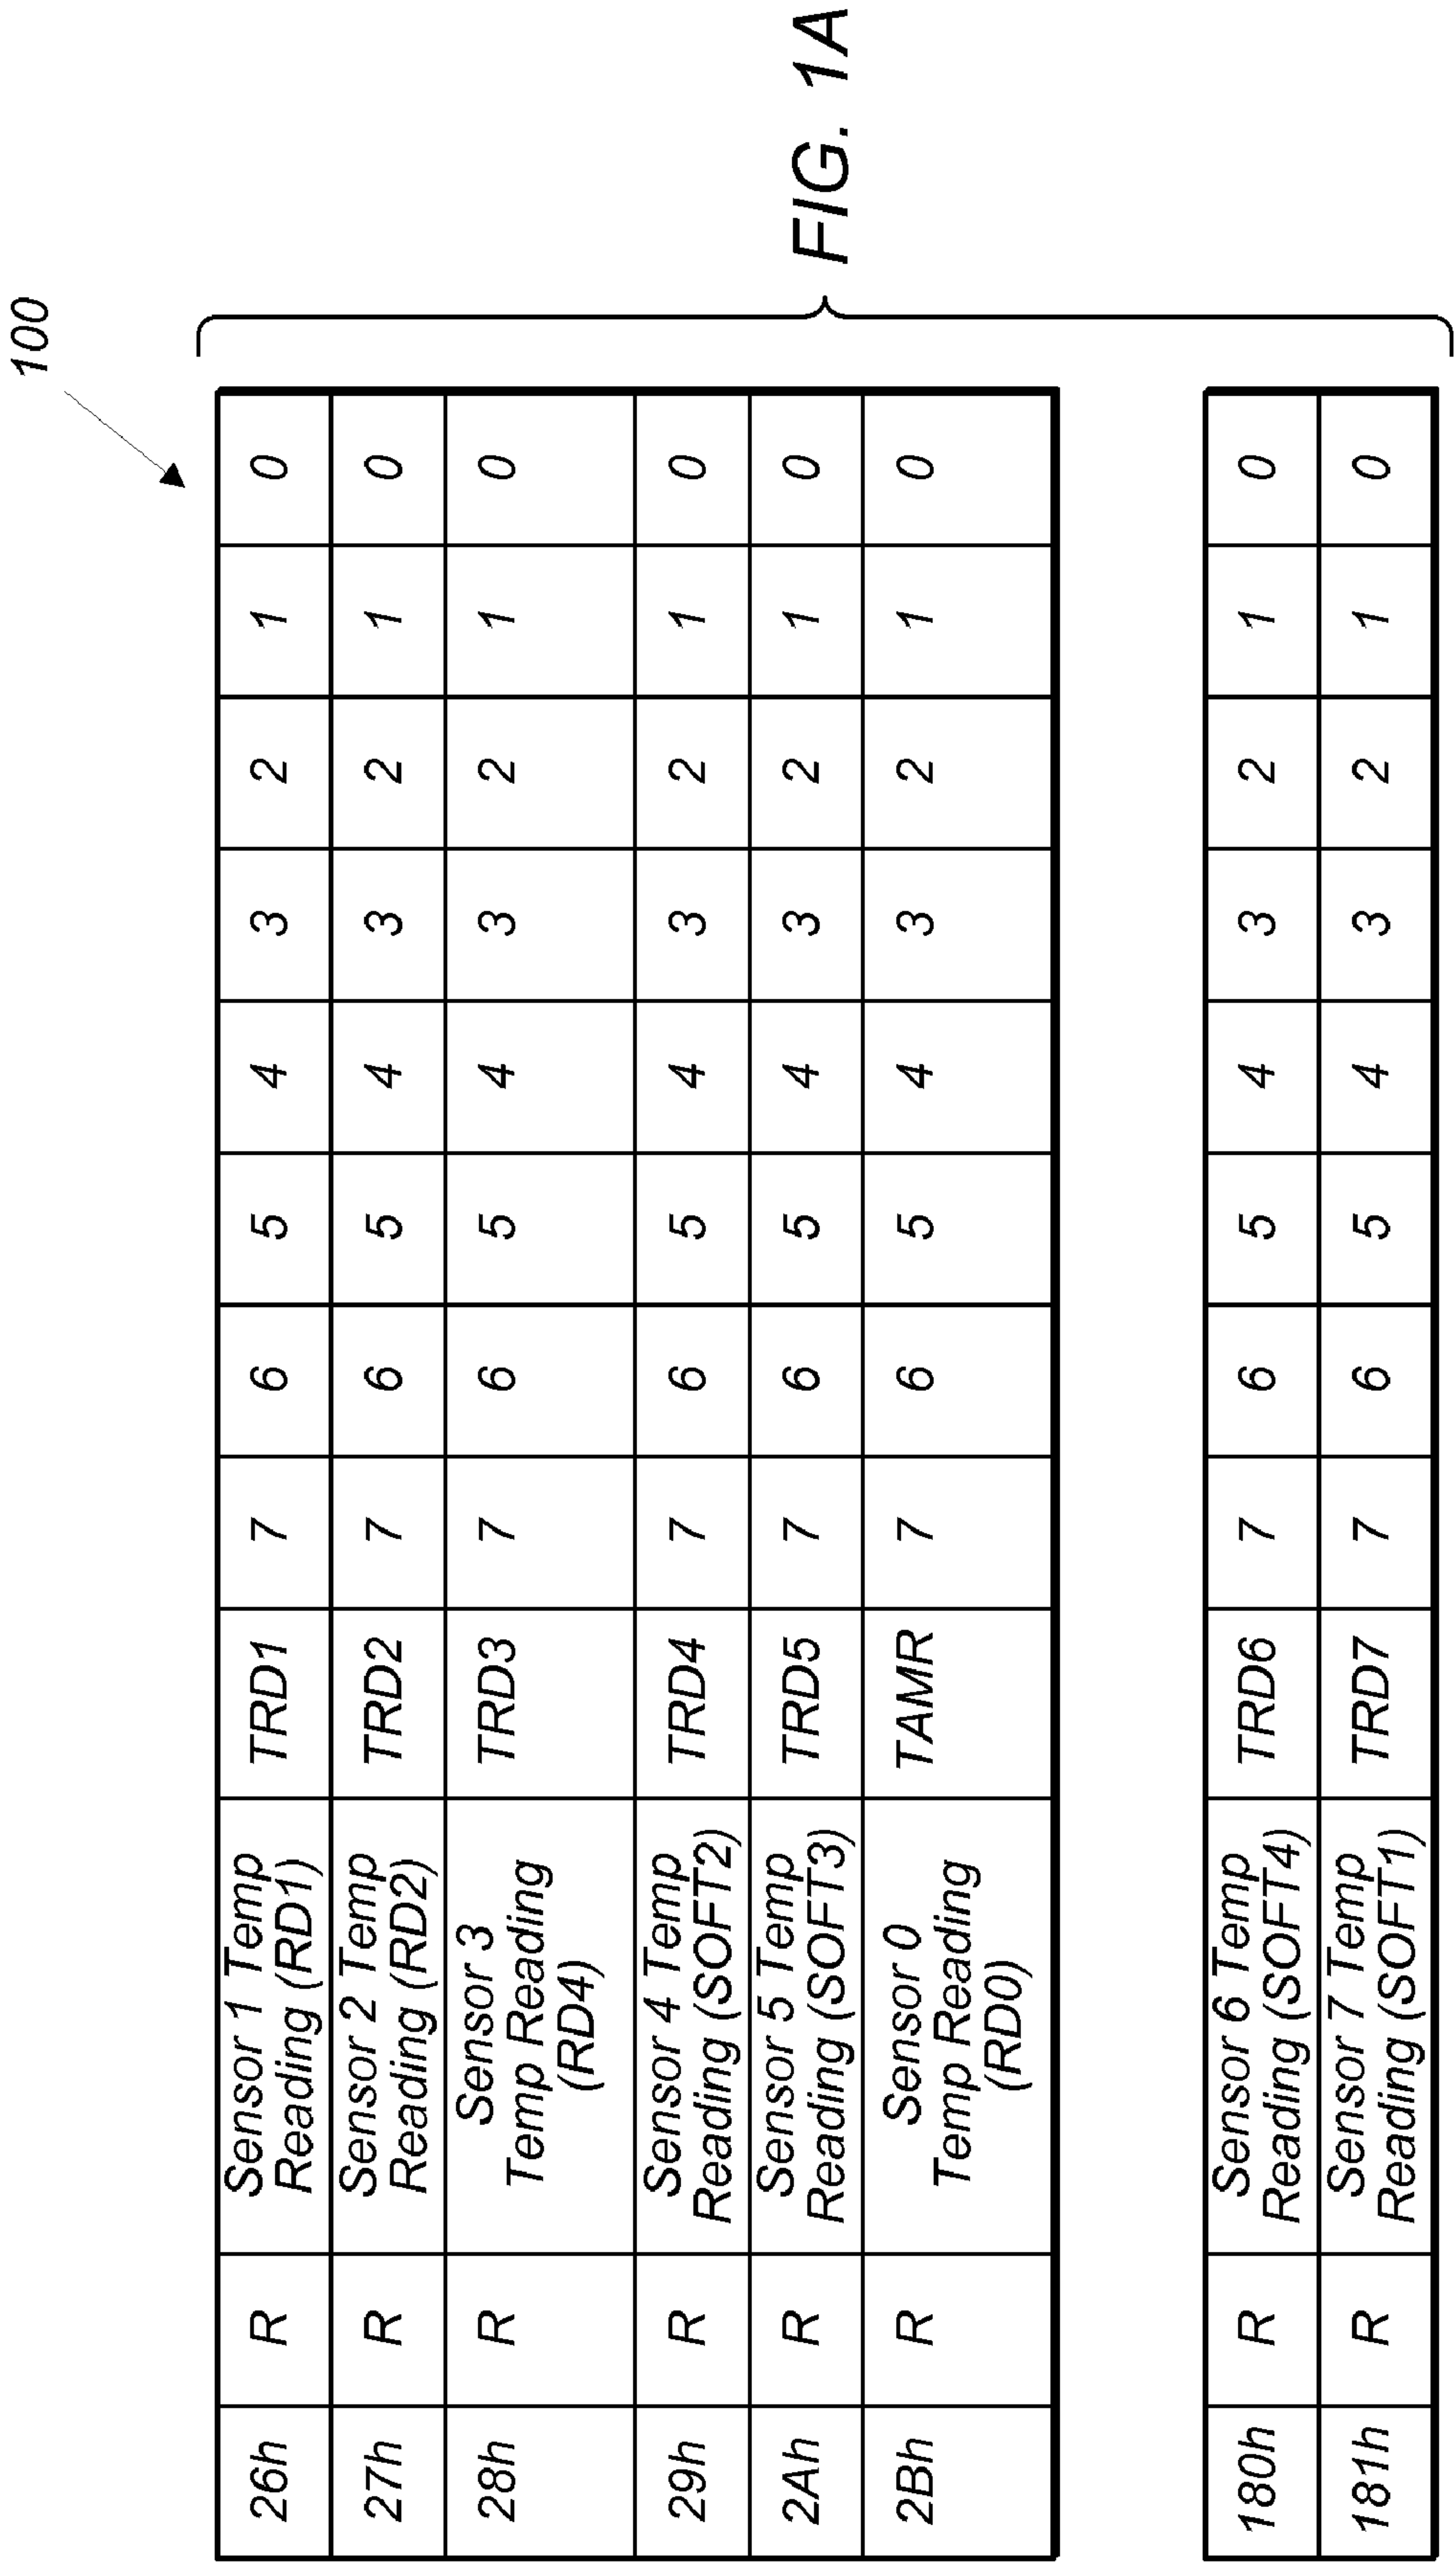 100
26h R Sensor 1 Temp Reading (RD1) TRD1 7 6 5 4 3 2 1 0
27h R Sensor 2 Temp Reading (RD2) TRD2 7 6 5 4 3 2 1 0
28h R Sensor 3 Temp Reading (RD4) TRD3 7 6 5 4 3 2 1 0
29h R Sensor 4 Temp Reading (SOFT2) TRD4 7 6 5 4 3 2 1 0
2Ah R Sensor 5 Temp Reading (SOFT3) TRD5 7 6 5 4 3 2 1 0
2Bh R Sensor 0 Temp Reading (RD0) TAMR 7 6 5 4 3 2 1 0
180h R Sensor 6 Temp Reading (SOFT4) TRD6 7 6 5 4 3 2 1 0
181h R Sensor 7 Temp Reading (SOFT1) TRD7 7 6 5 4 3 2 1 0
FIG. 1A